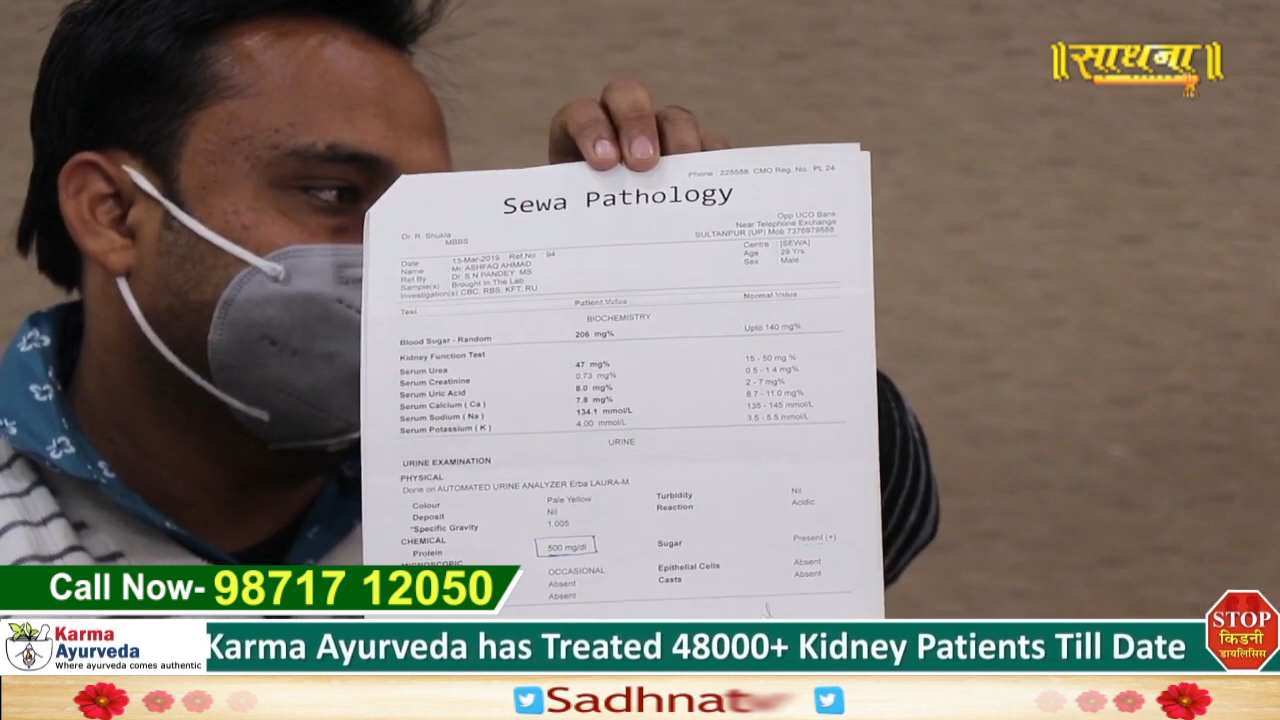 ॥साधना॥
Phone : 225588, CMO Reg. No.: PL 24
Sewa Pathology
Dr. R. Shukla
MBBS
Opp UCO Bank
Near Telephone Exchange
SULTANPUR (UP) Mob 7376979588
Date : 13-Mar-2019 Ref.No : 94
Name : Mr. ASHFAQ AHMAD
Ref By : Dr. S N PANDEY MS
Sample(s) : Brought In The Lab
Investigation(s) CBC, RBS, KFT, RU
Centre : [SEWA]
Age : 29 Yrs
Sex : Male
Test Patient Value Normal Value
BIOCHEMISTRY
Blood Sugar - Random 206 mg% Upto 140 mg%
Kidney Function Test
Serum Urea 47 mg% 15 - 50 mg %
Serum Creatinine 0.73 mg% 0.5 - 1.4 mg%
Serum Uric Acid 8.0 mg% 2 - 7 mg%
Serum Calcium ( Ca ) 7.8 mg% 8.7 - 11.0 mg%
Serum Sodium ( Na ) 134.1 mmol/L 135 - 145 mmol/L
Serum Potassium ( K ) 4.00 mmol/L 3.5 - 5.5 mmol/L
URINE
URINE EXAMINATION
PHYSICAL
Done on AUTOMATED URINE ANALYZER Erba LAURA-M
Colour Pale Yellow Turbidity Nil
Deposit Nil Reaction Acidic
*Specific Gravity 1.005
CHEMICAL
Protein 500 mg/dl Sugar Present (+)
MICROSCOPIC
OCCASIONAL Epithelial Cells Absent
Absent Casts Absent
Absent
Call Now- 98717 12050
Karma
Ayurveda
Where ayurveda comes authentic
Karma Ayurveda has Treated 48000+ Kidney Patients Till Date
STOP
किडनी
डायलिसिस
Sadhnat